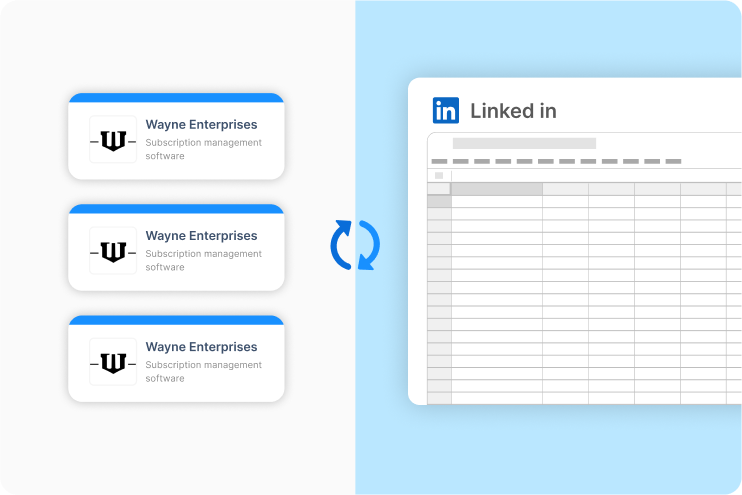 Wayne Enterprises
Subscription management
software
Wayne Enterprises
Subscription management
software
Wayne Enterprises
Subscription management
software
in Linked in